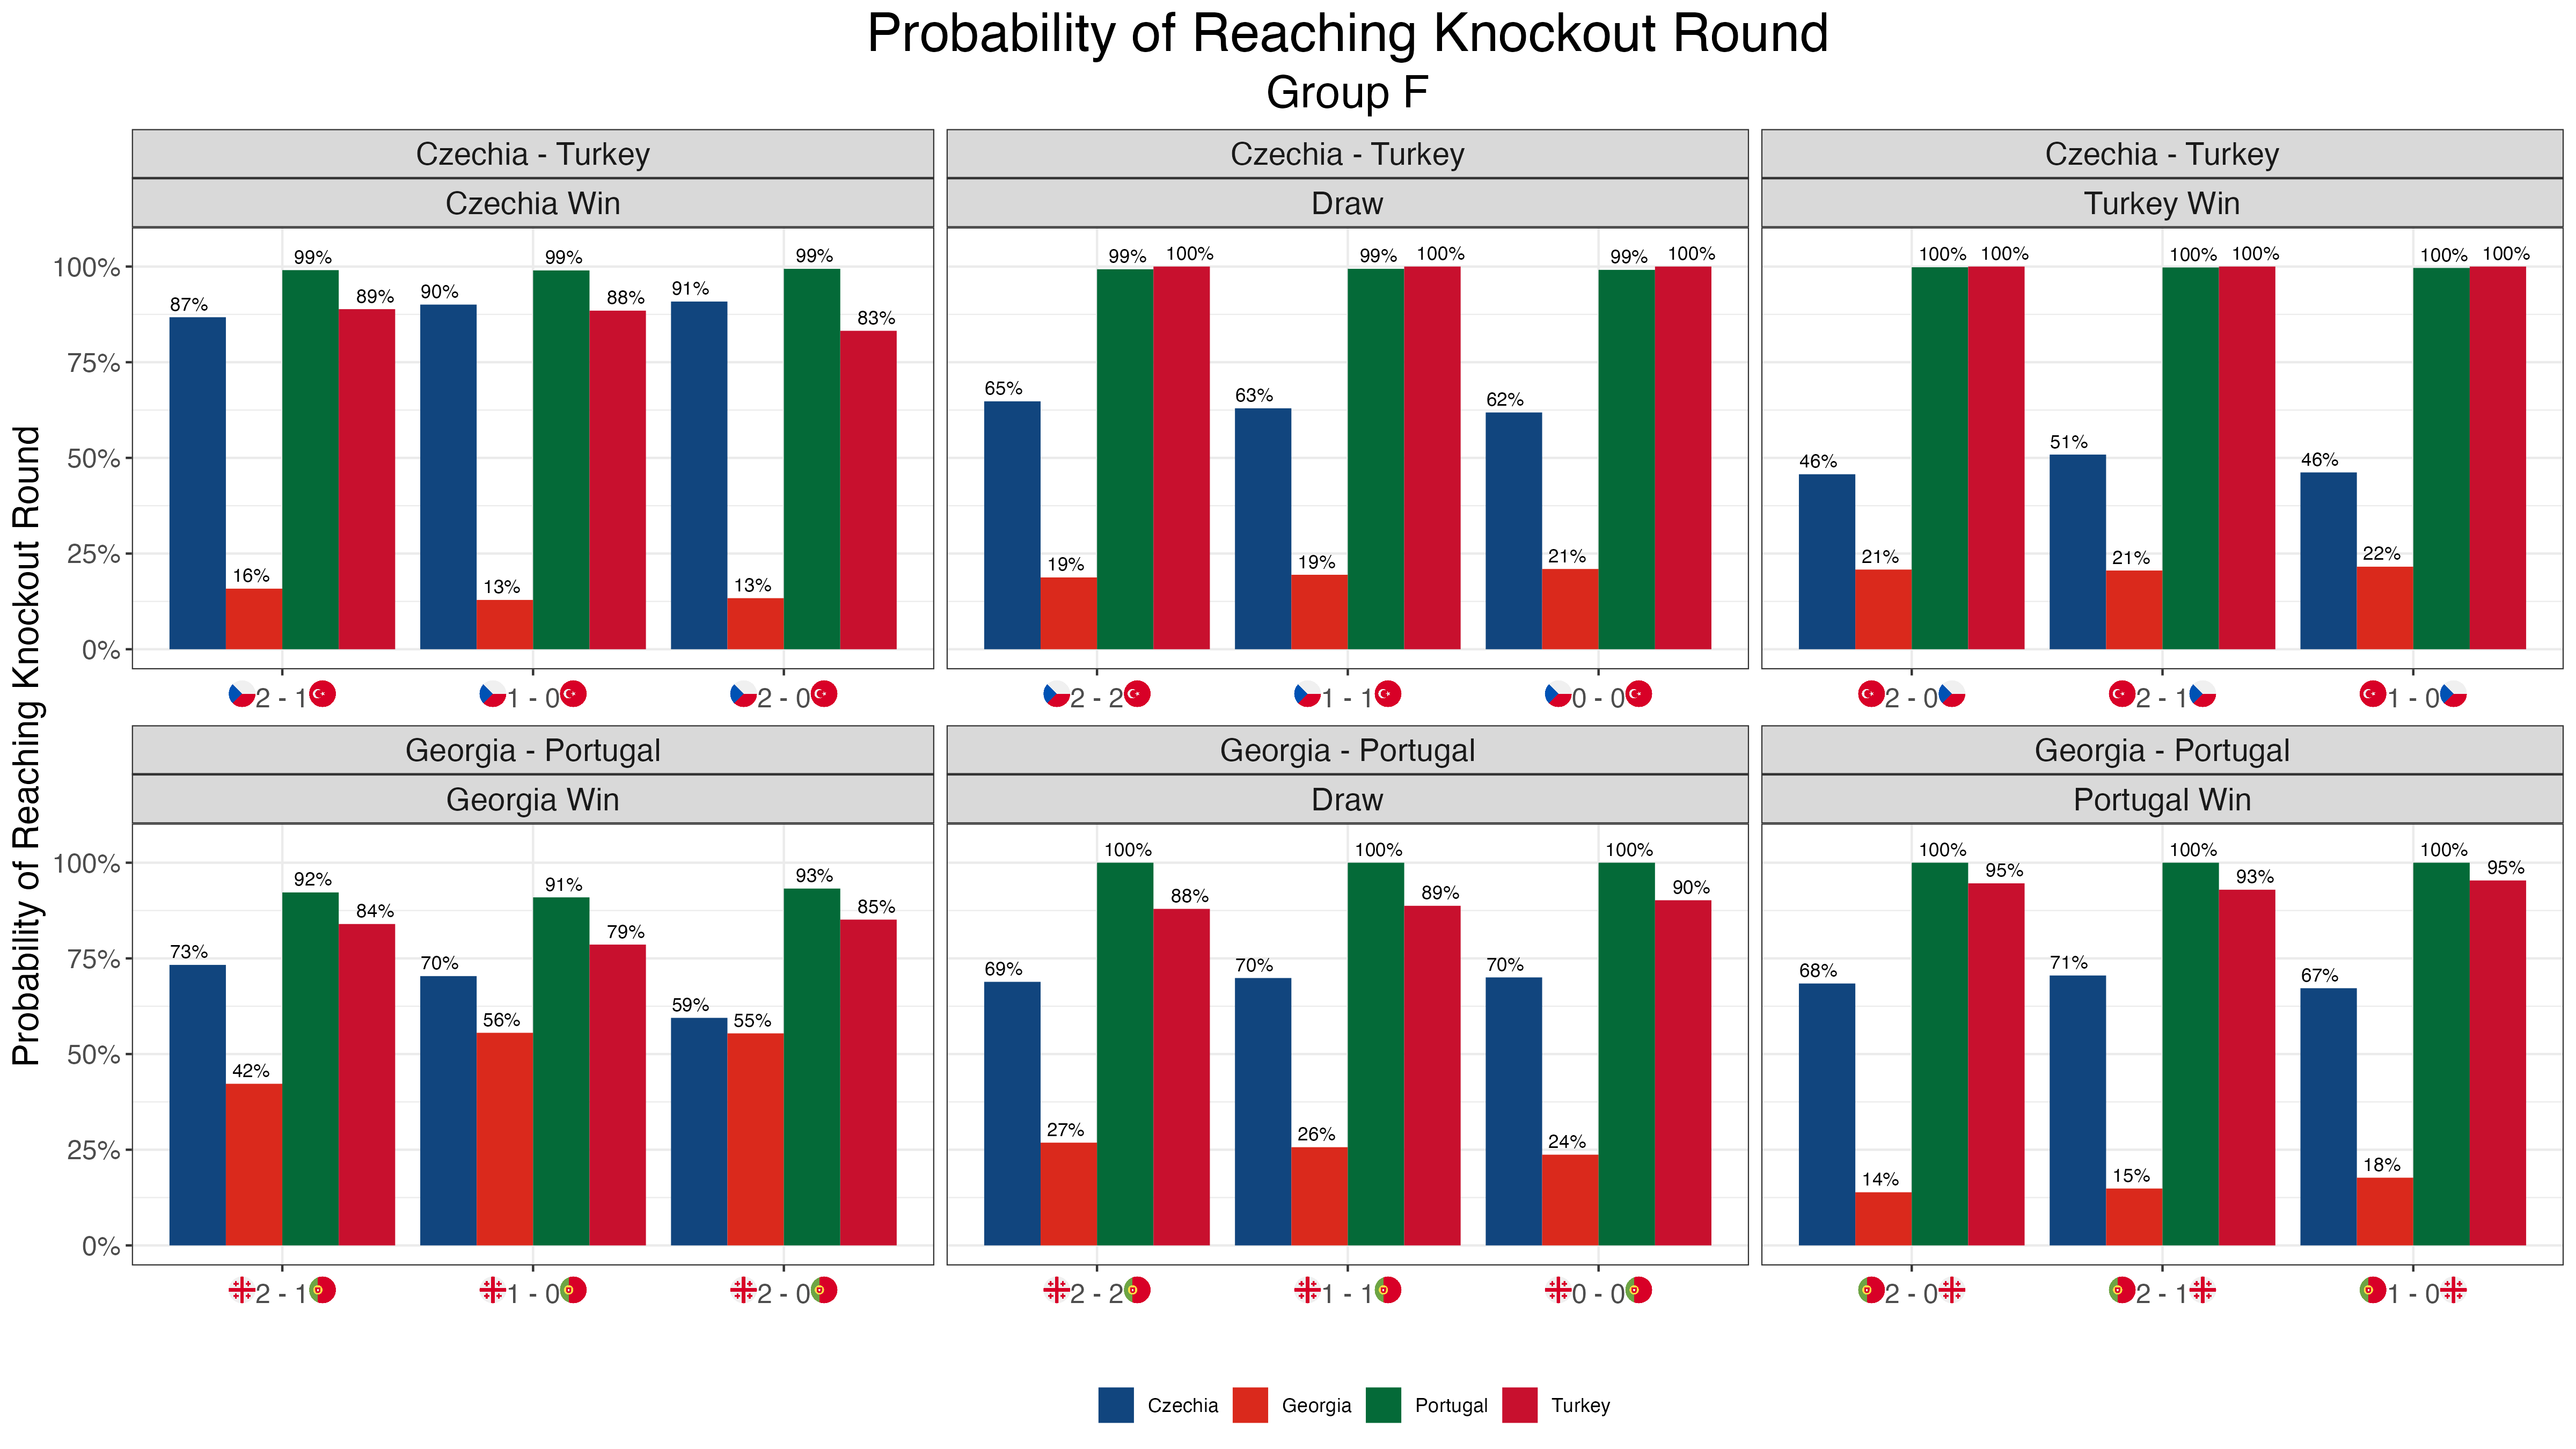 Probability of Reaching Knockout Round
Group F
Probability of Reaching Knockout Round
Czechia - Turkey
Czechia Win
100%
75%
50%
25%
0%
87% 16% 99% 89% 90% 13% 99% 88% 91% 13% 99% 83%
2 - 1 1 - 0 2 - 0
Czechia - Turkey
Draw
65% 19% 99% 100% 63% 19% 99% 100% 62% 21% 99% 100%
2 - 2 1 - 1 0 - 0
Czechia - Turkey
Turkey Win
46% 21% 100% 100% 51% 21% 100% 100% 46% 22% 100% 100%
2 - 0 2 - 1 1 - 0
Georgia - Portugal
Georgia Win
100%
75%
50%
25%
0%
73% 42% 92% 84% 70% 56% 91% 79% 59% 55% 93% 85%
2 - 1 1 - 0 2 - 0
Georgia - Portugal
Draw
69% 27% 100% 88% 70% 26% 100% 89% 70% 24% 100% 90%
2 - 2 1 - 1 0 - 0
Georgia - Portugal
Portugal Win
68% 14% 100% 95% 71% 15% 100% 93% 67% 18% 100% 95%
2 - 0 2 - 1 1 - 0
Czechia Georgia Portugal Turkey